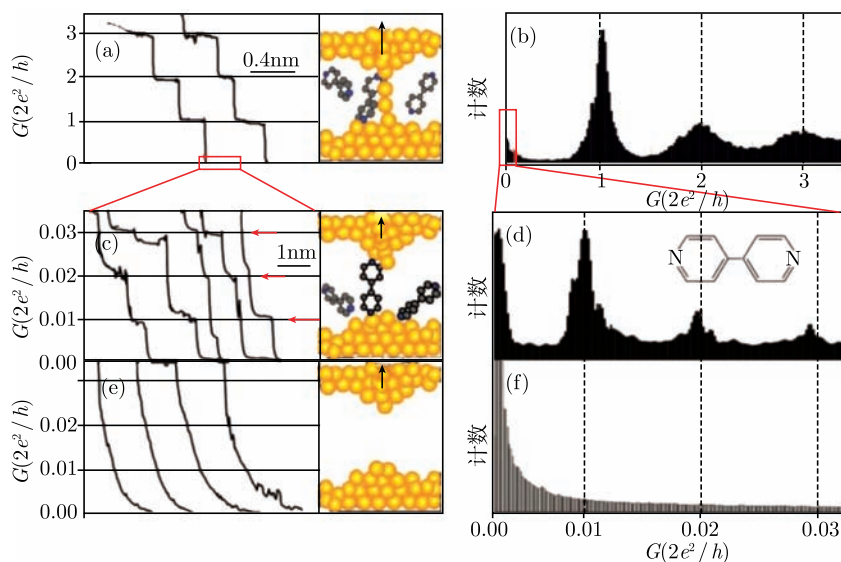 (a)
0.4nm
G(2e²/h)
3
2
1
0
(b)
计数
0
1
2
3
G(2e²/h)
(c)
1nm
G(2e²/h)
0.03
0.02
0.01
0.00
(d)
N
N
计数
(e)
G(2e²/h)
0.02
0.01
0.00
(f)
计数
0.00
0.01
0.02
0.03
G(2e²/h)